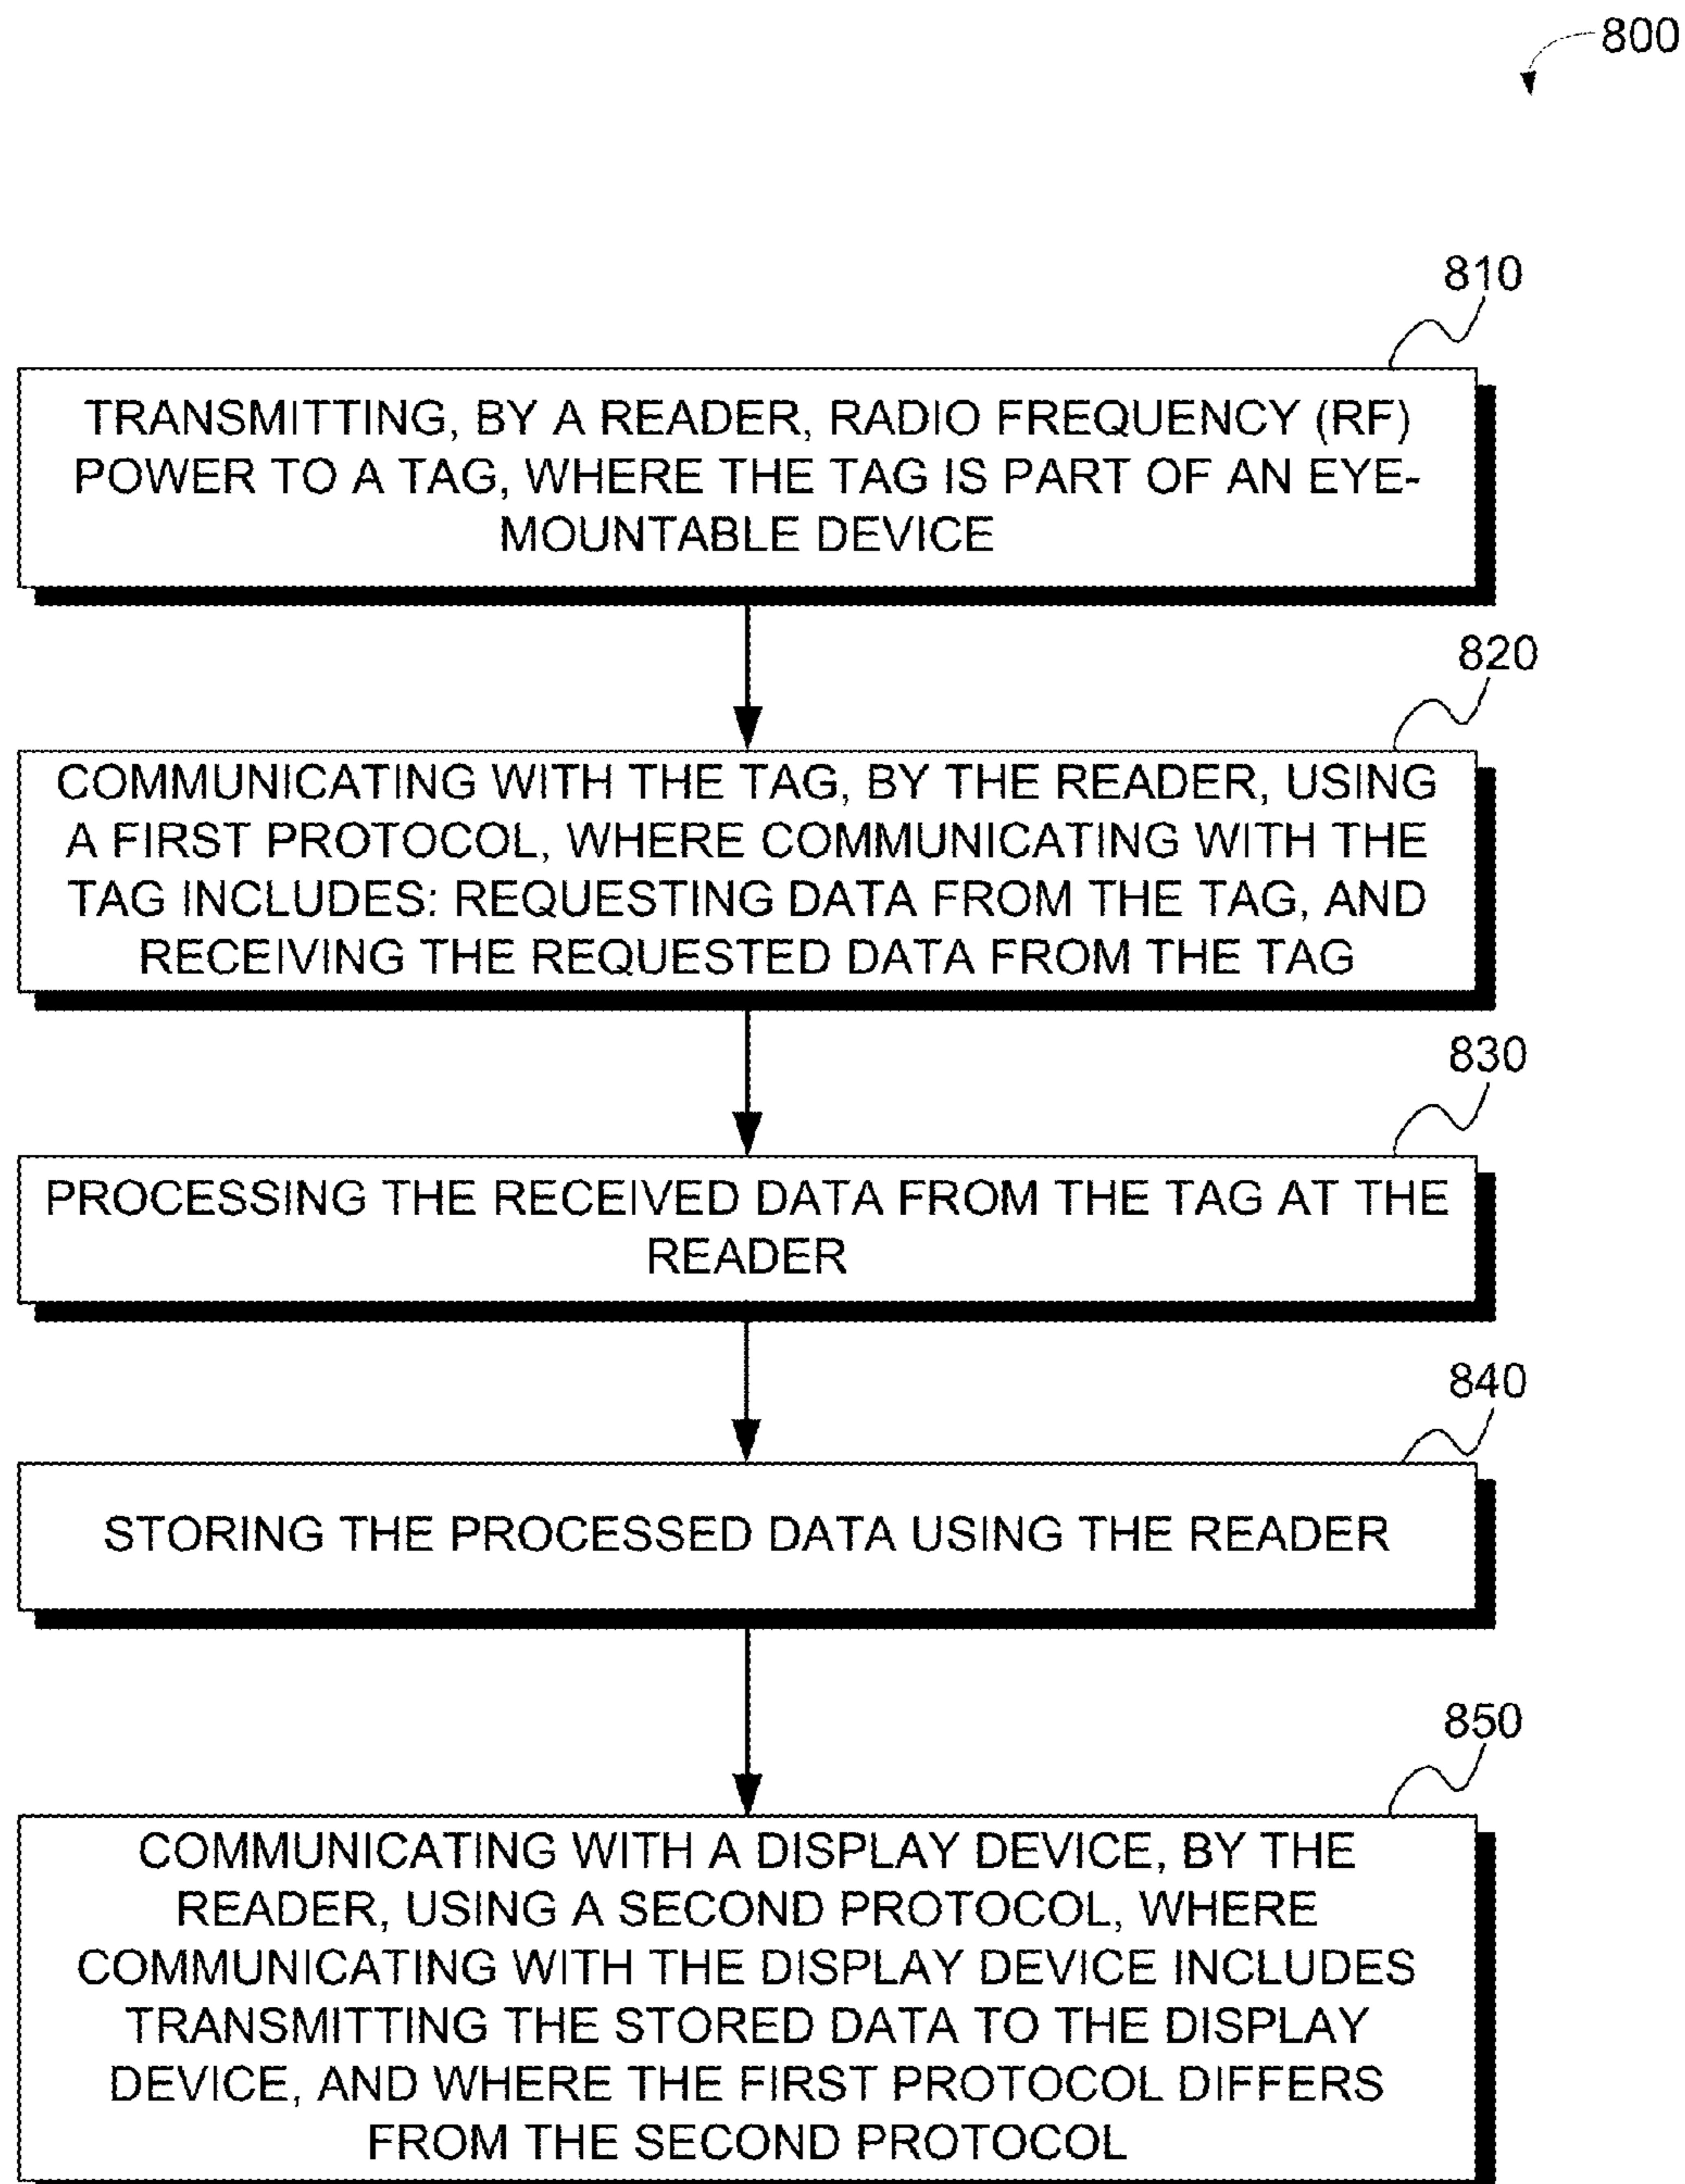 800
810
TRANSMITTING, BY A READER, RADIO FREQUENCY (RF)
POWER TO A TAG, WHERE THE TAG IS PART OF AN EYE-
MOUNTABLE DEVICE
820
COMMUNICATING WITH THE TAG, BY THE READER, USING
A FIRST PROTOCOL, WHERE COMMUNICATING WITH THE
TAG INCLUDES: REQUESTING DATA FROM THE TAG, AND
RECEIVING THE REQUESTED DATA FROM THE TAG
830
PROCESSING THE RECEIVED DATA FROM THE TAG AT THE
READER
840
STORING THE PROCESSED DATA USING THE READER
850
COMMUNICATING WITH A DISPLAY DEVICE, BY THE
READER, USING A SECOND PROTOCOL, WHERE
COMMUNICATING WITH THE DISPLAY DEVICE INCLUDES
TRANSMITTING THE STORED DATA TO THE DISPLAY
DEVICE, AND WHERE THE FIRST PROTOCOL DIFFERS
FROM THE SECOND PROTOCOL